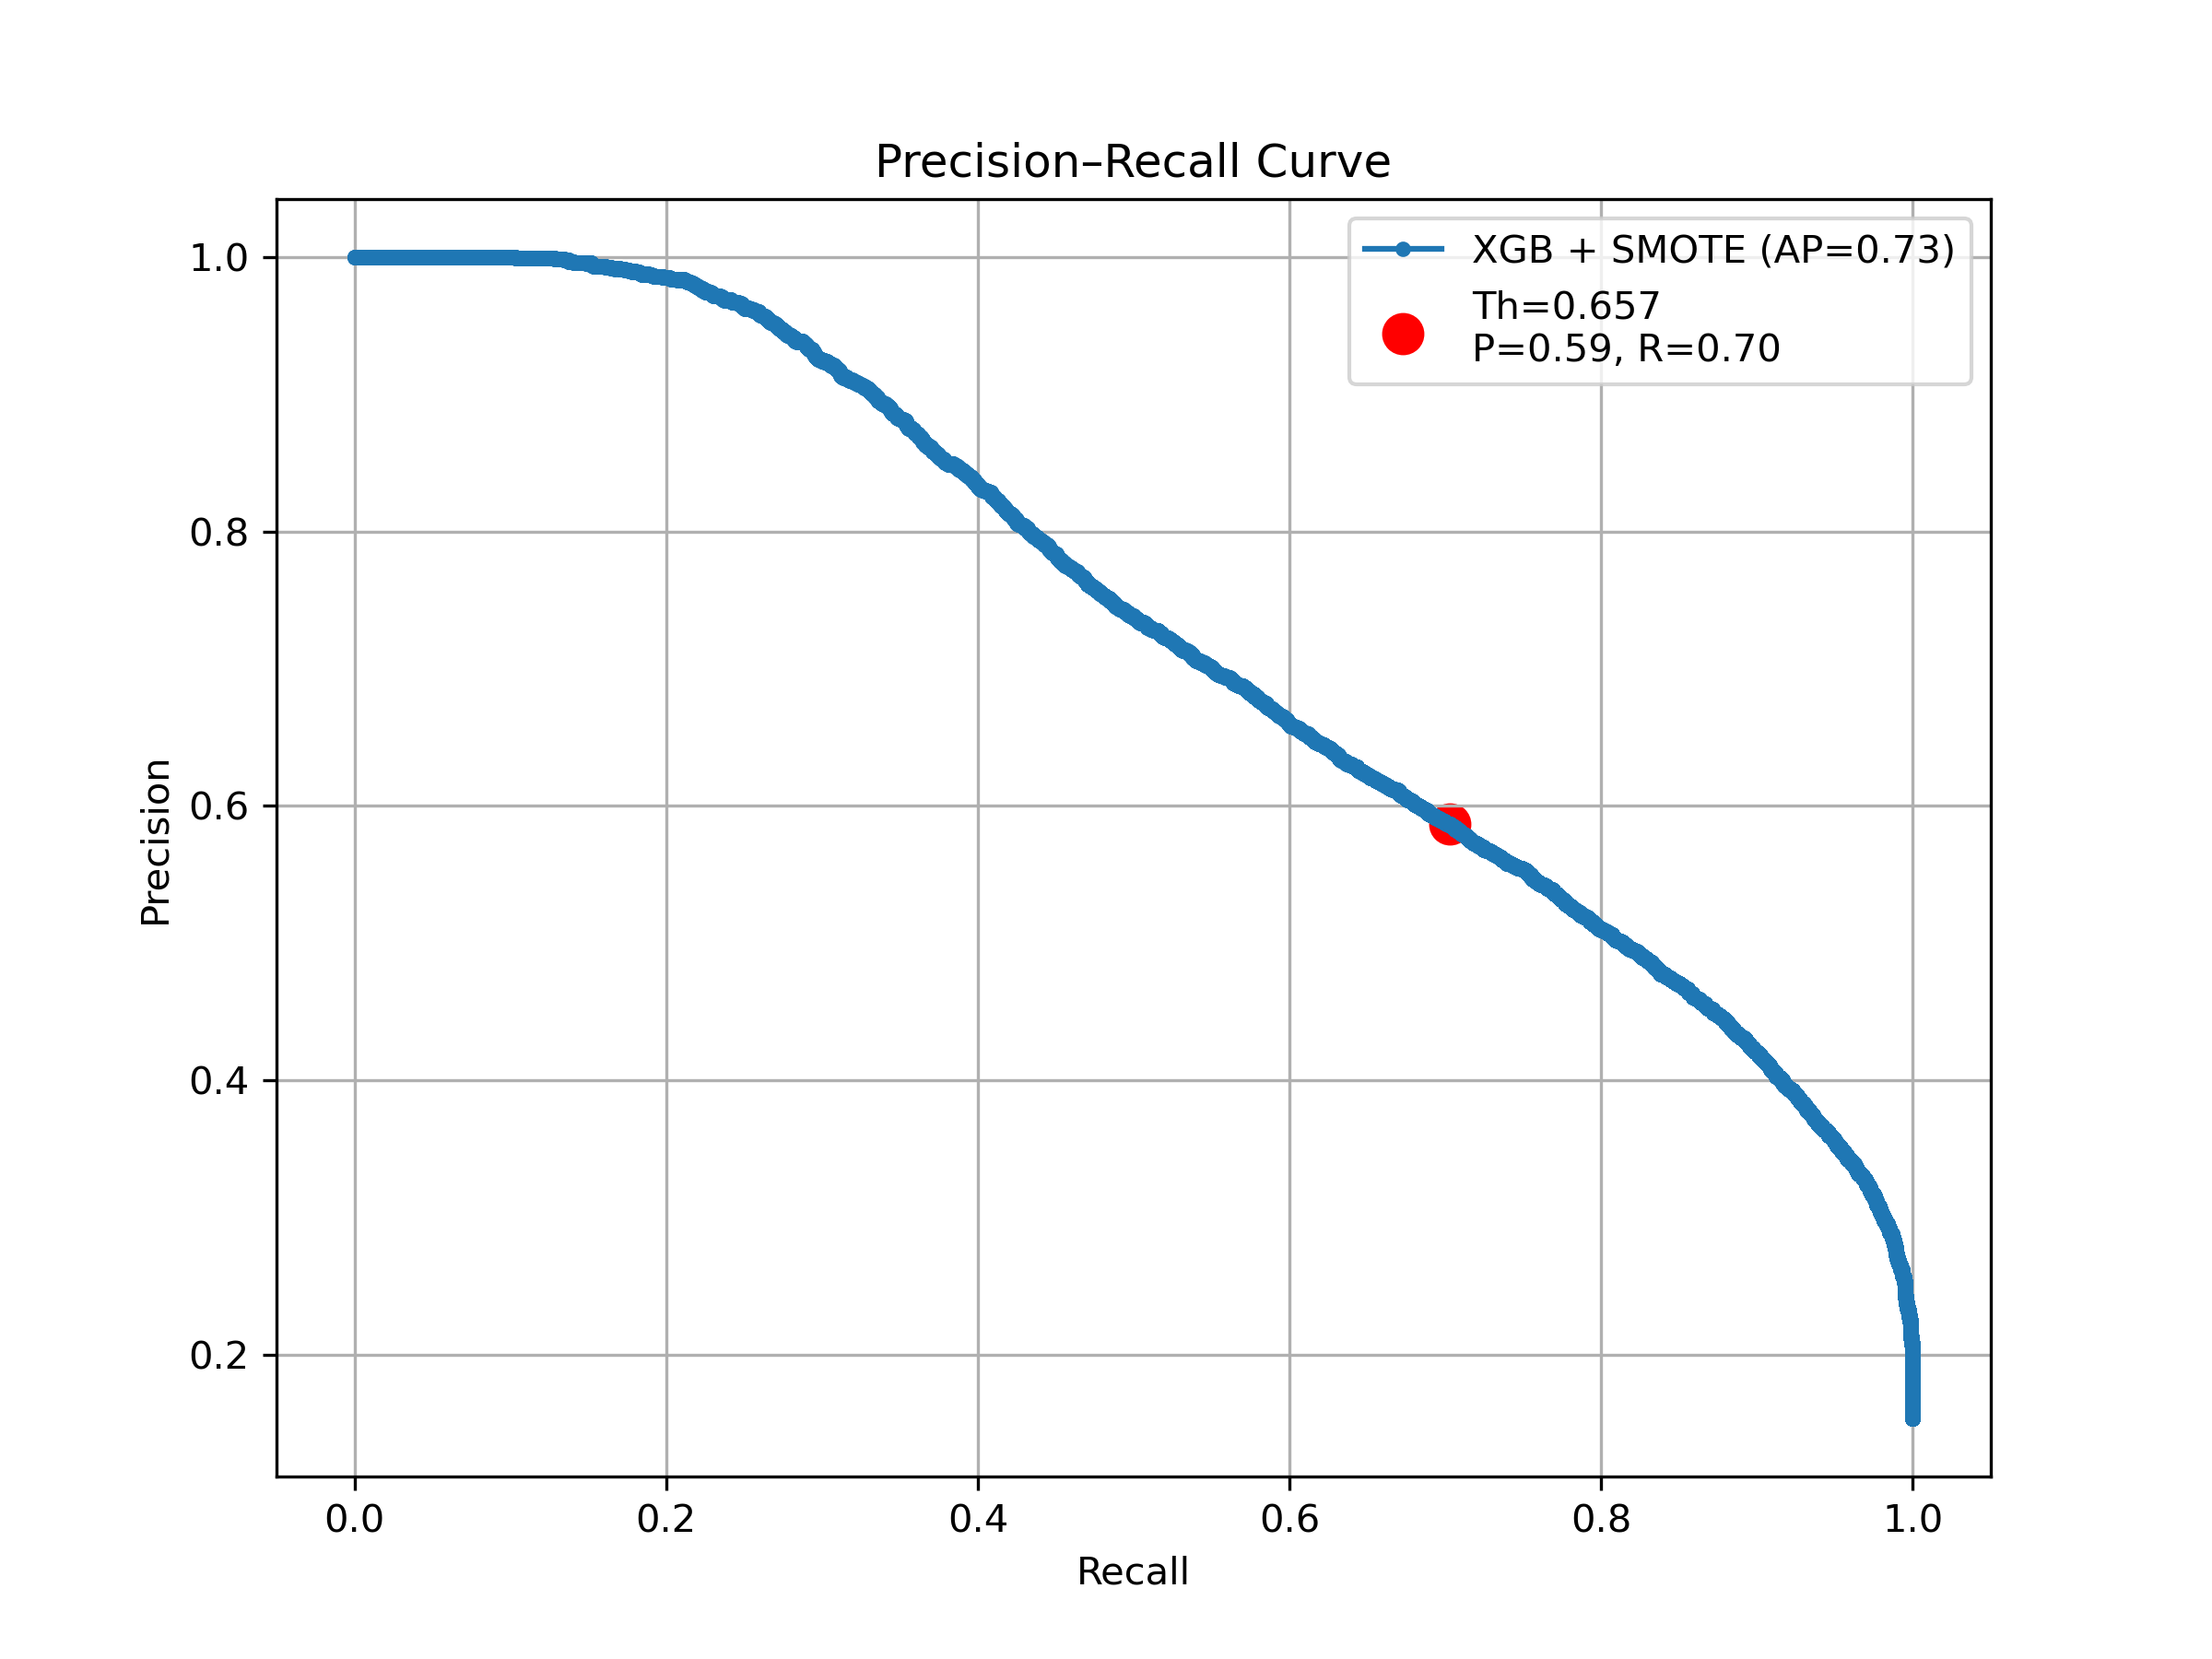 Precision–Recall Curve
XGB + SMOTE (AP=0.73)
Th=0.657
P=0.59, R=0.70
Precision
1.0
0.8
0.6
0.4
0.2
0.0 0.2 0.4 0.6 0.8 1.0
Recall